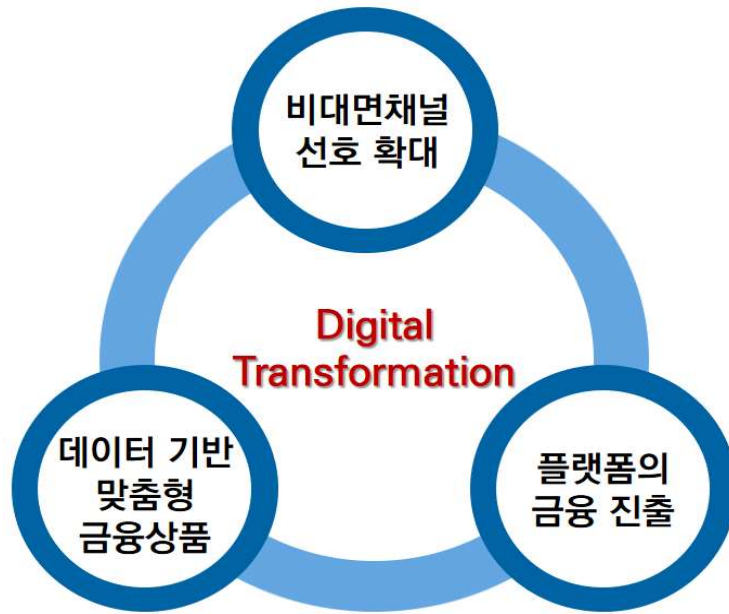 비대면채널
선호 확대
Digital
Transformation
데이터 기반
맞춤형
금융상품
플랫폼의
금융 진출